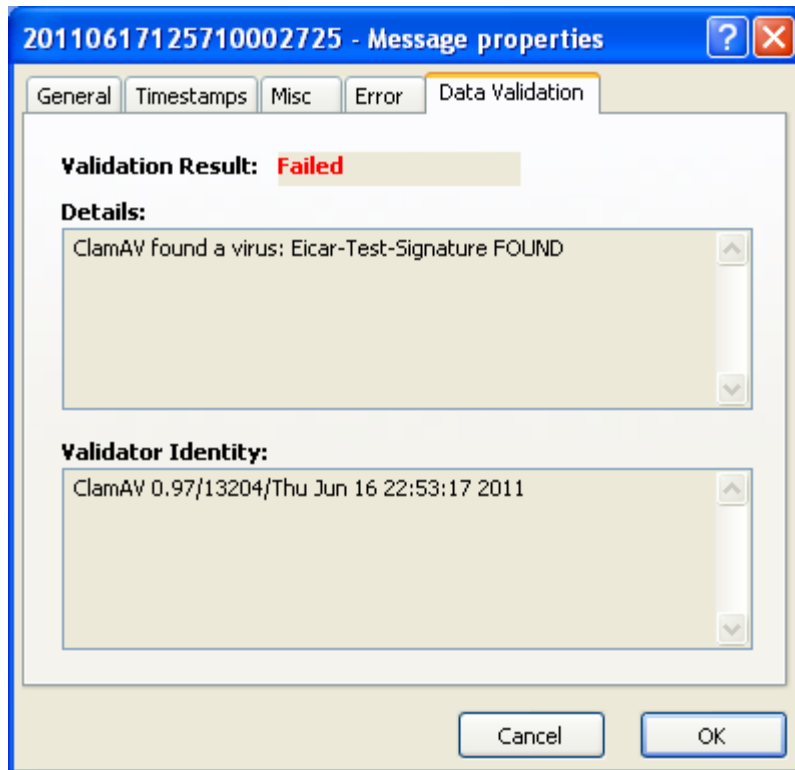 20110617125710002725 - Message properties
General Timestamps Misc Error Data Validation
Validation Result: Failed
Details:
ClamAV found a virus: Eicar-Test-Signature FOUND
Validator Identity:
ClamAV 0.97/13204/Thu Jun 16 22:53:17 2011
Cancel OK